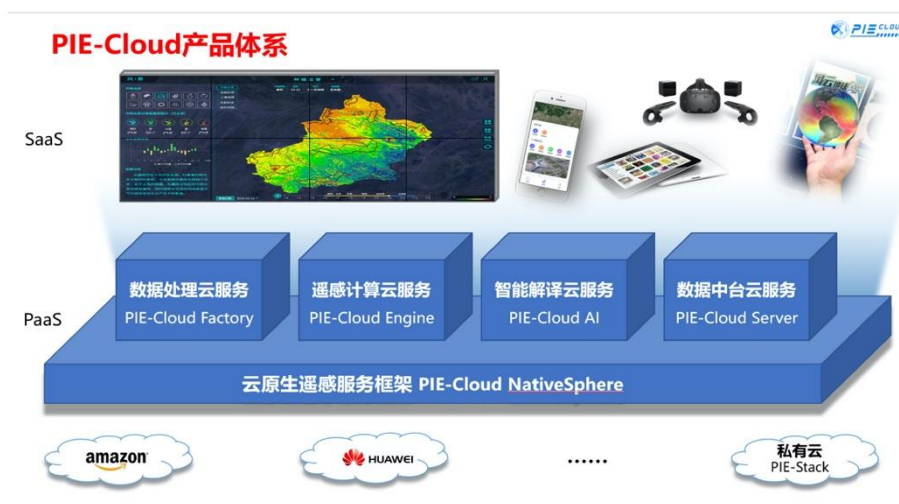 PIE-Cloud产品体系
PIE CLOUD
SaaS
数据处理云服务
PIE-Cloud Factory
遥感计算云服务
PIE-Cloud Engine
智能解译云服务
PIE-Cloud AI
数据中台云服务
PIE-Cloud Server
PaaS
云原生遥感服务框架 PIE-Cloud NativeSphere
amazon
HUAWEI
······
私有云
PIE-Stack